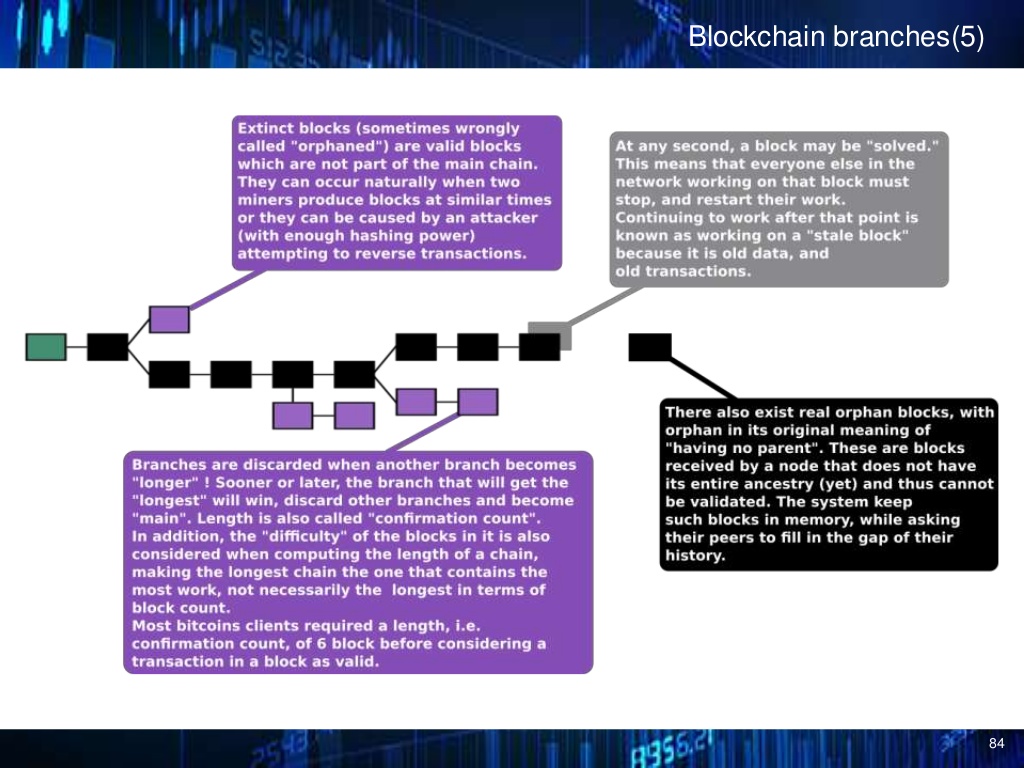 Blockchain branches(5)
Extinct blocks (sometimes wrongly
called "orphaned") are valid blocks
which are not part of the main chain.
They can occur naturally when two
miners produce blocks at similar times
or they can be caused by an attacker
(with enough hashing power)
attempting to reverse transactions.
At any second, a block may be "solved."
This means that everyone else in the
network working on that block must
stop, and restart their work.
Continuing to work after that point is
known as working on a "stale block"
because it is old data, and
old transactions.
There also exist real orphan blocks, with
orphan in its original meaning of
"having no parent". These are blocks
received by a node that does not have
its entire ancestry (yet) and thus cannot
be validated. The system keep
such blocks in memory, while asking
their peers to fill in the gap of their
history.
Branches are discarded when another branch becomes
"longer" ! Sooner or later, the branch that will get the
"longest" will win, discard other branches and become
"main". Length is also called "confirmation count".
In addition, the "difficulty" of the blocks in it is also
considered when computing the length of a chain,
making the longest chain the one that contains the
most work, not necessarily the  longest in terms of
block count.
Most bitcoins clients required a length, i.e.
confirmation count, of 6 block before considering a
transaction in a block as valid.
84